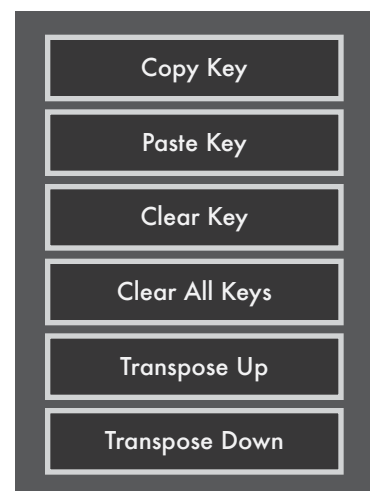 Copy Key
Paste Key
Clear Key
Clear All Keys
Transpose Up
Transpose Down